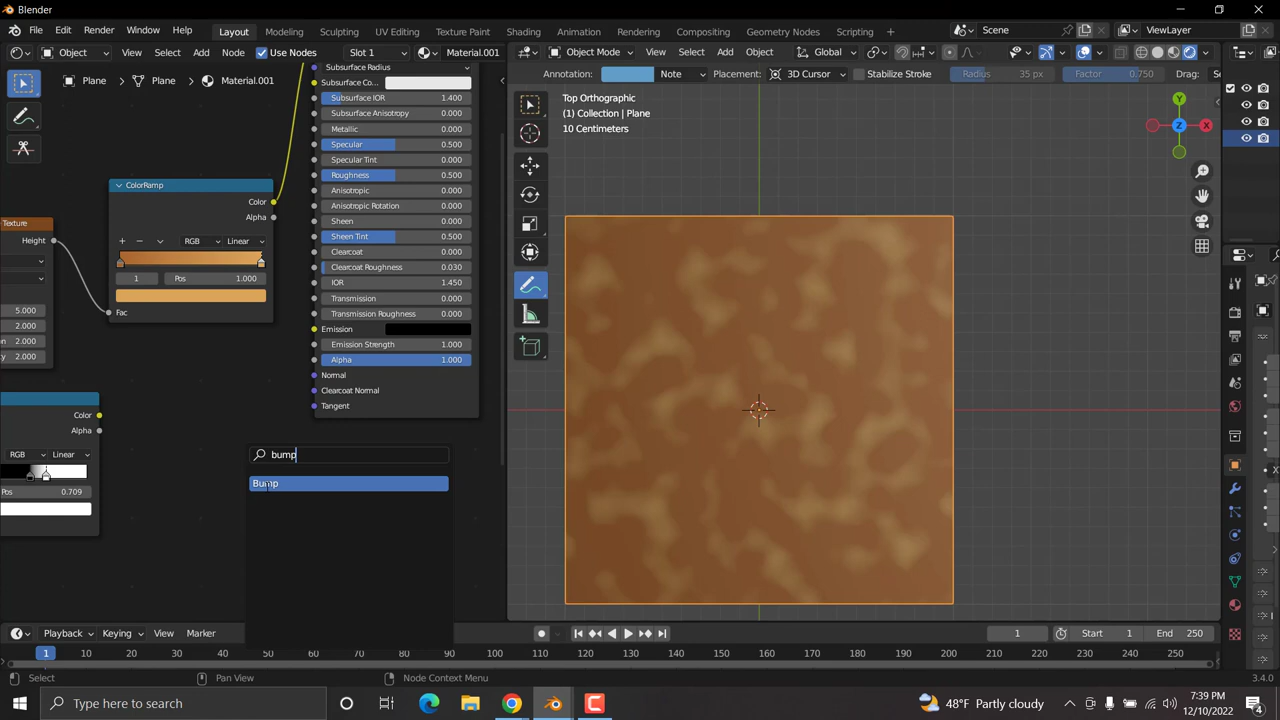 Blender
File Edit Render Window Help Layout Modeling Sculpting UV Editing Texture Paint Shading Animation Rendering Compositing Geometry Nodes Scripting Scene ViewLayer
Object View Select Add Node Use Nodes Slot 1 Material.001 Object Mode View Select Add Object Global Options
Annotation: Note Placement: 3D Cursor Stabilize Stroke Radius 35 px Factor 0.750 Drag:
Plane Plane Material.001
Subsurface Radius
Subsurface Co...
Subsurface IOR 1.400
Subsurface Anisotropy 0.000
Metallic 0.000
Specular 0.500
Specular Tint 0.000
Roughness 0.500
Anisotropic 0.000
Anisotropic Rotation 0.000
Sheen 0.000
Sheen Tint 0.500
Clearcoat 0.000
Clearcoat Roughness 0.030
IOR 1.450
Transmission 0.000
Transmission Roughness 0.000
Emission
Emission Strength 1.000
Alpha 1.000
Normal
Clearcoat Normal
Tangent
ColorRamp
Color
Alpha
RGB Linear
1 Pos 1.000
Fac
Texture
Height
5.000
2.000
2.000
2.000
Color
Alpha
RGB Linear
Pos 0.709
bump
Bump
Top Orthographic
(1) Collection | Plane
10 Centimeters
Y
Z
X
Playback Keying View Marker 1 Start 1 End 250
1 10 20 30 40 50 60 70 80 90 100 110 120 130 140 150 160 170 180 190 200 210 220 230 240 250
Select Pan View Node Context Menu 3.4.0
Type here to search 48°F Partly cloudy 7:39 PM
12/10/2022 4